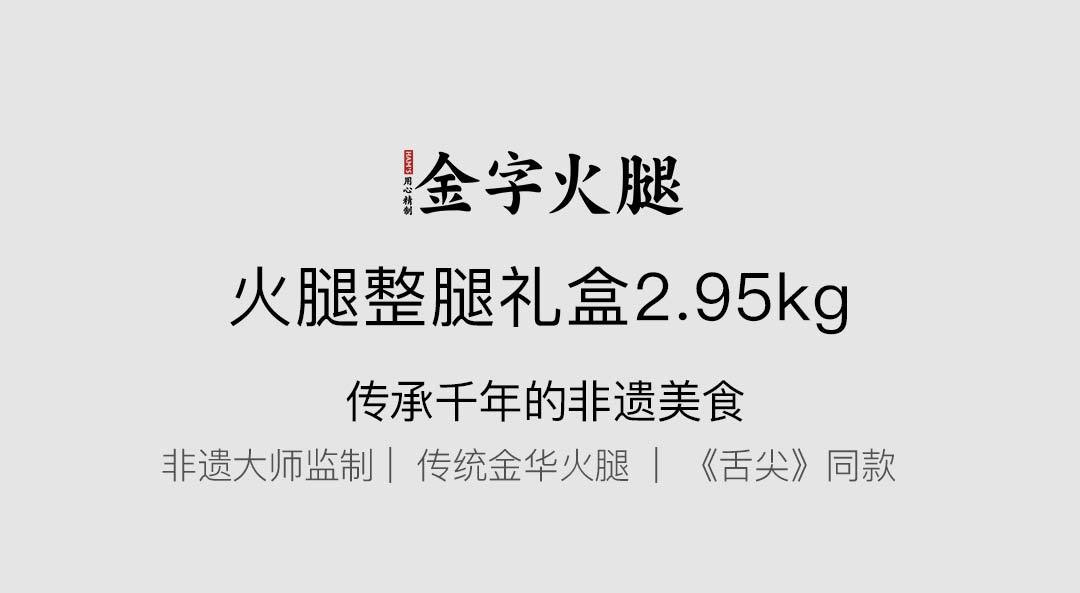 HAM'S
用心精制
金字火腿
火腿整腿礼盒2.95kg
传承千年的非遗美食
非遗大师监制｜ 传统金华火腿 ｜ 《舌尖》同款